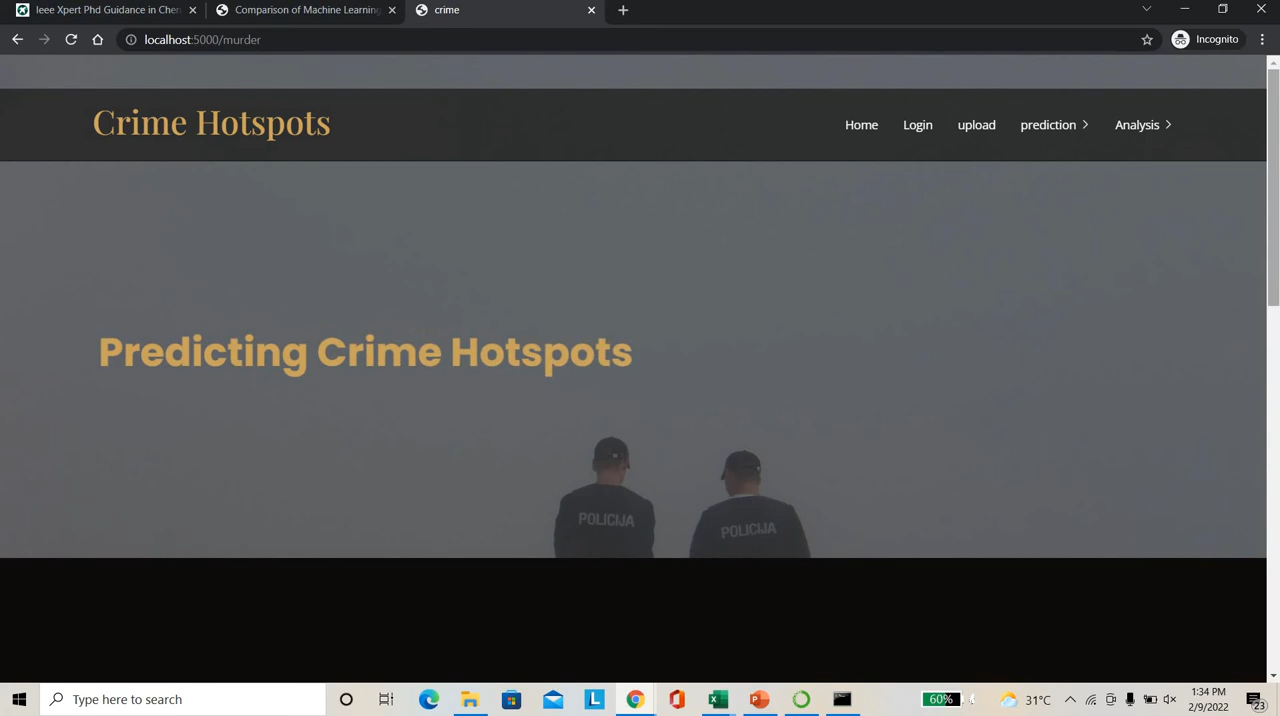 Ieee Xpert Phd Guidance in Chen
Comparison of Machine Learning
crime
localhost:5000/murder
Incognito
Crime Hotspots
Home
Login
upload
prediction
Analysis
Predicting Crime Hotspots
POLICIJA
POLICIJA
Type here to search
60%
31°C
1:34 PM
2/9/2022
23